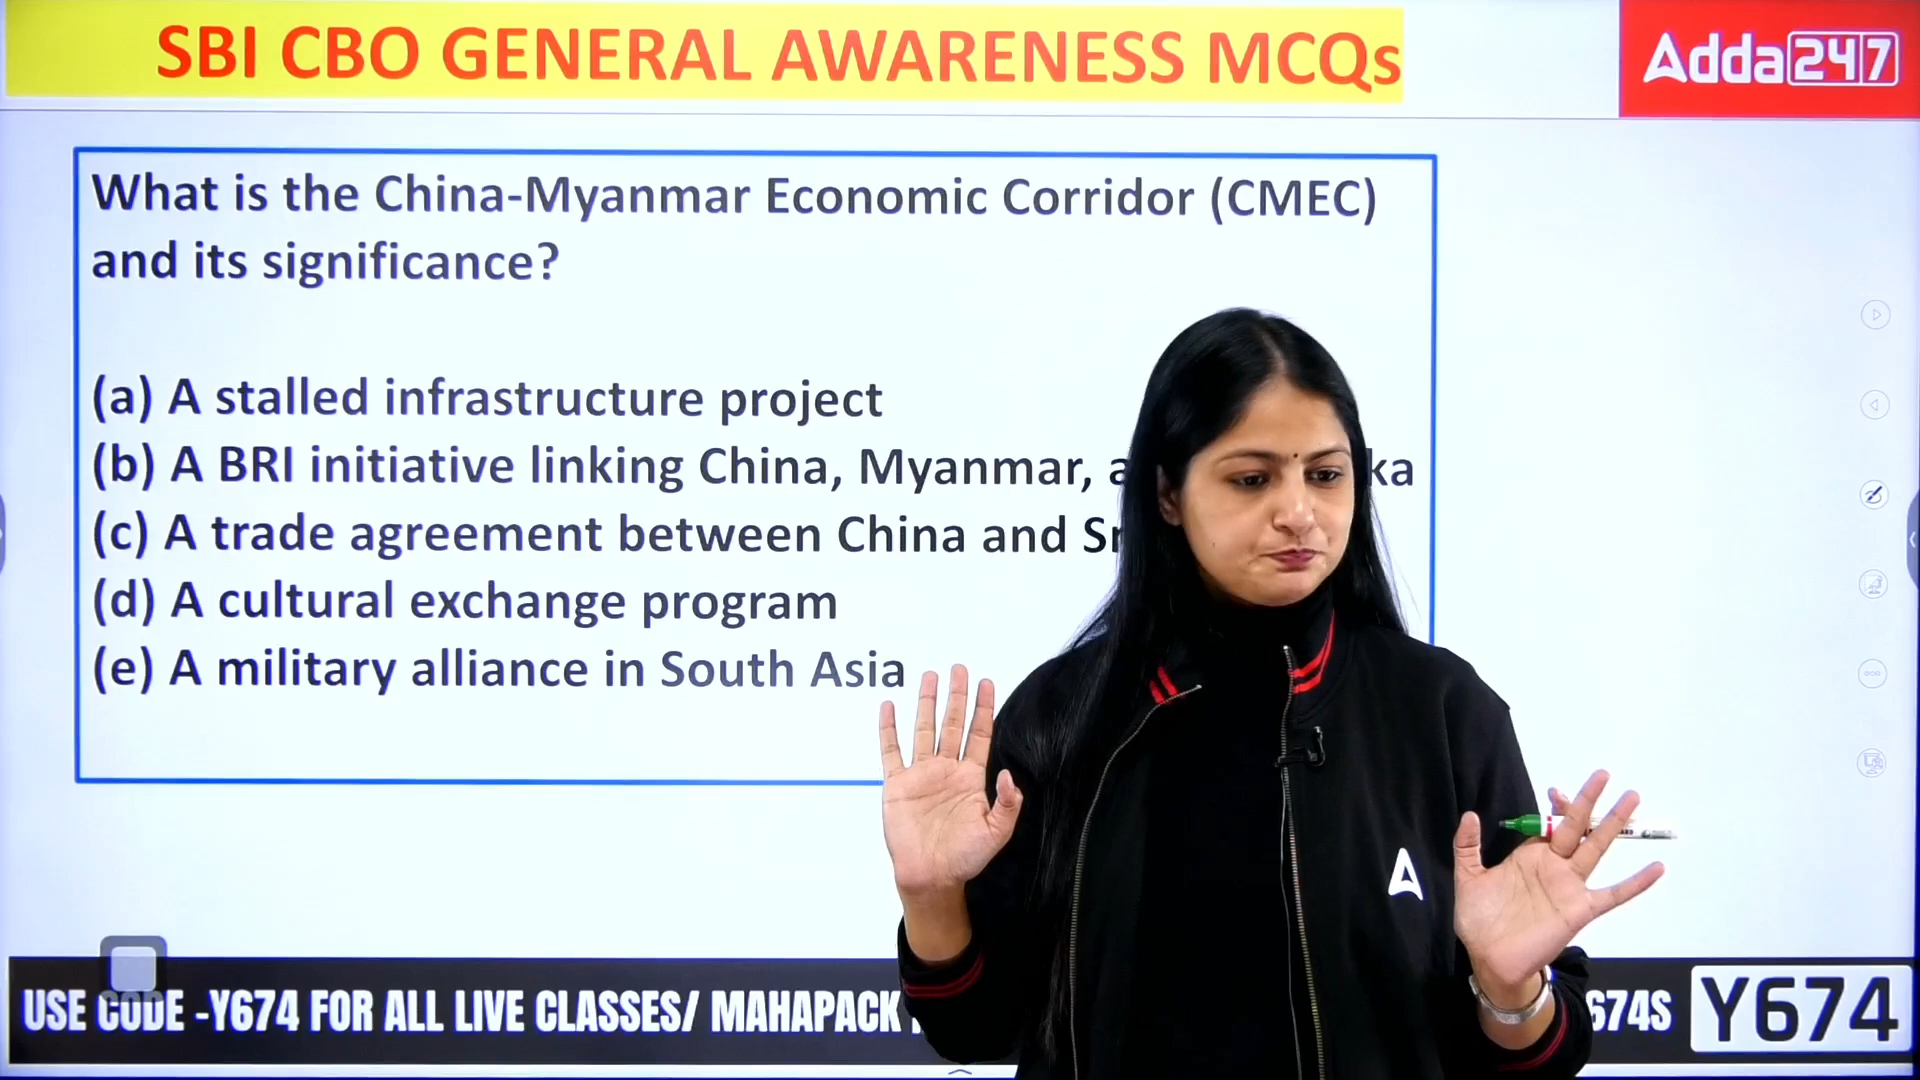 SBI CBO GENERAL AWARENESS MCQs
Adda247
What is the China-Myanmar Economic Corridor (CMEC)
and its significance?
(a) A stalled infrastructure project
(b) A BRI initiative linking China, Myanmar,
(c) A trade agreement between China and
(d) A cultural exchange program
(e) A military alliance in South Asia
A
USE CODE -Y674 FOR ALL LIVE CLASSES/ MAHAPACK
Y674